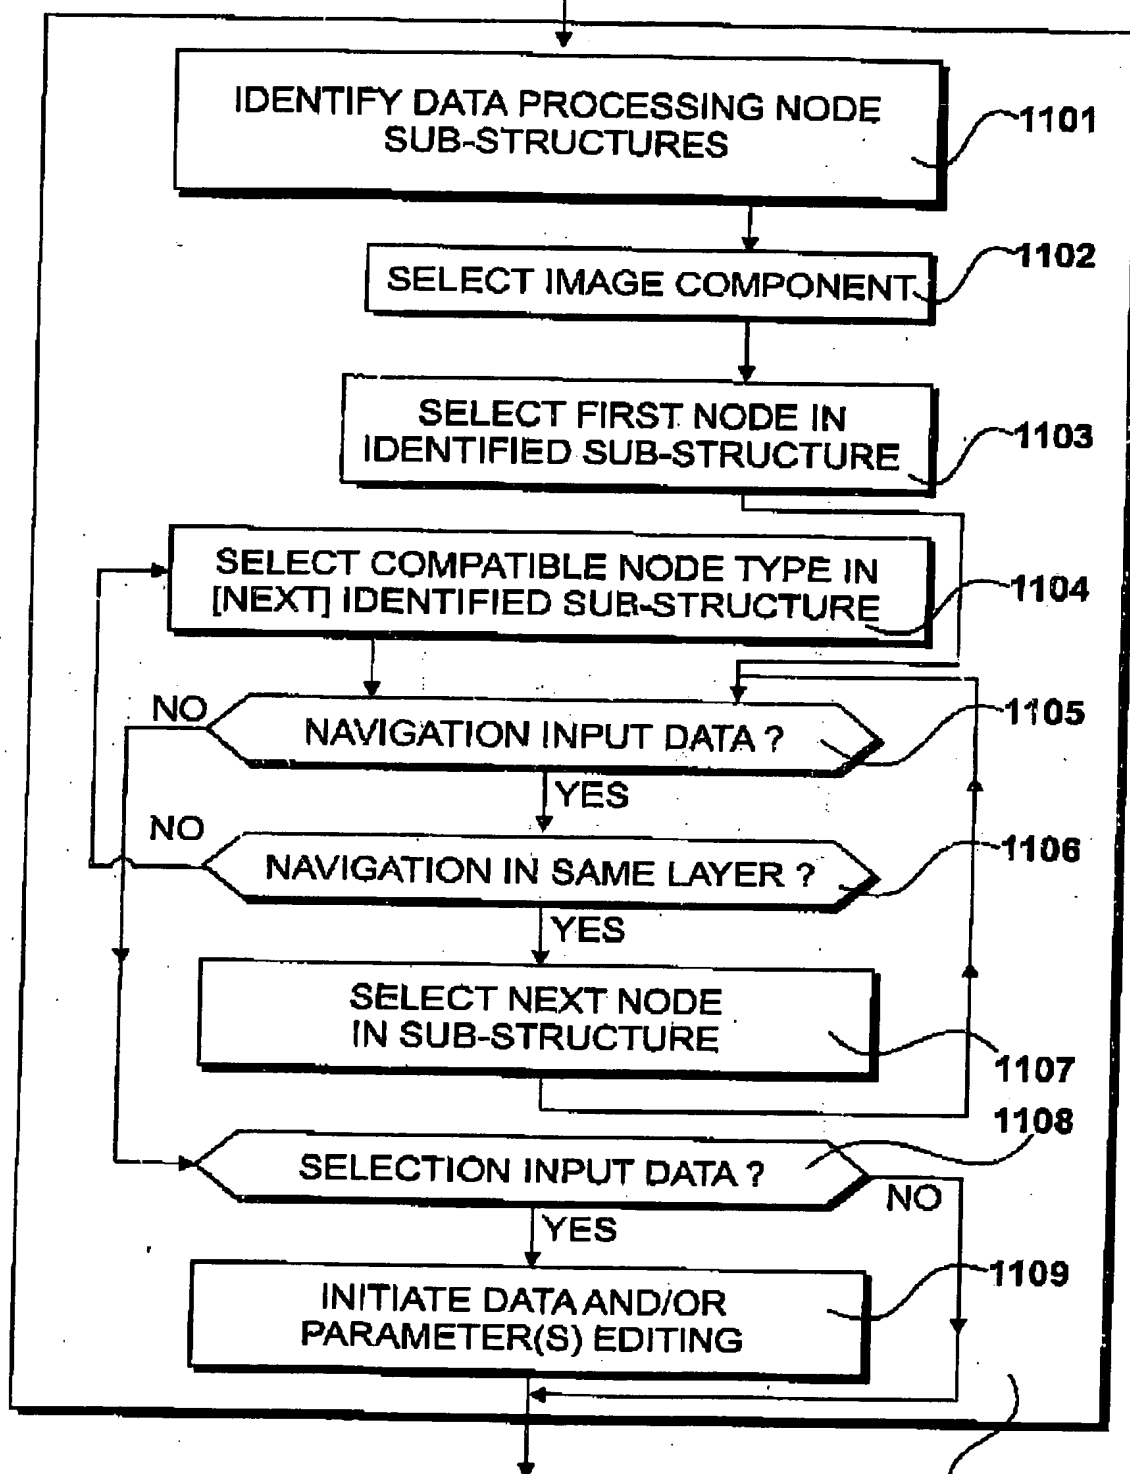 IDENTIFY DATA PROCESSING NODE
SUB-STRUCTURES
1101
SELECT IMAGE COMPONENT
1102
SELECT FIRST NODE IN
IDENTIFIED SUB-STRUCTURE
1103
SELECT COMPATIBLE NODE TYPE IN
[NEXT] IDENTIFIED SUB-STRUCTURE
1104
NO
NAVIGATION INPUT DATA ?
1105
YES
NO
NAVIGATION IN SAME LAYER ?
1106
YES
SELECT NEXT NODE
IN SUB-STRUCTURE
1107
1108
SELECTION INPUT DATA ?
NO
YES
1109
INITIATE DATA AND/OR
PARAMETER(S) EDITING